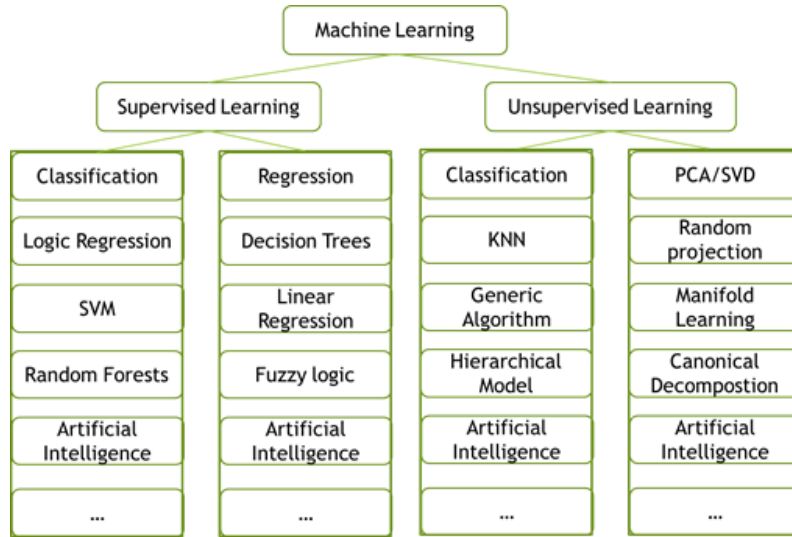 Machine Learning
Supervised Learning
Unsupervised Learning
Classification
Logic Regression
SVM
Random Forests
Artificial
Intelligence
...
Regression
Decision Trees
Linear
Regression
Fuzzy logic
Artificial
Intelligence
...
Classification
KNN
Generic
Algorithm
Hierarchical
Model
Artificial
Intelligence
...
PCA/SVD
Random
projection
Manifold
Learning
Canonical
Decompostion
Artificial
Intelligence
...